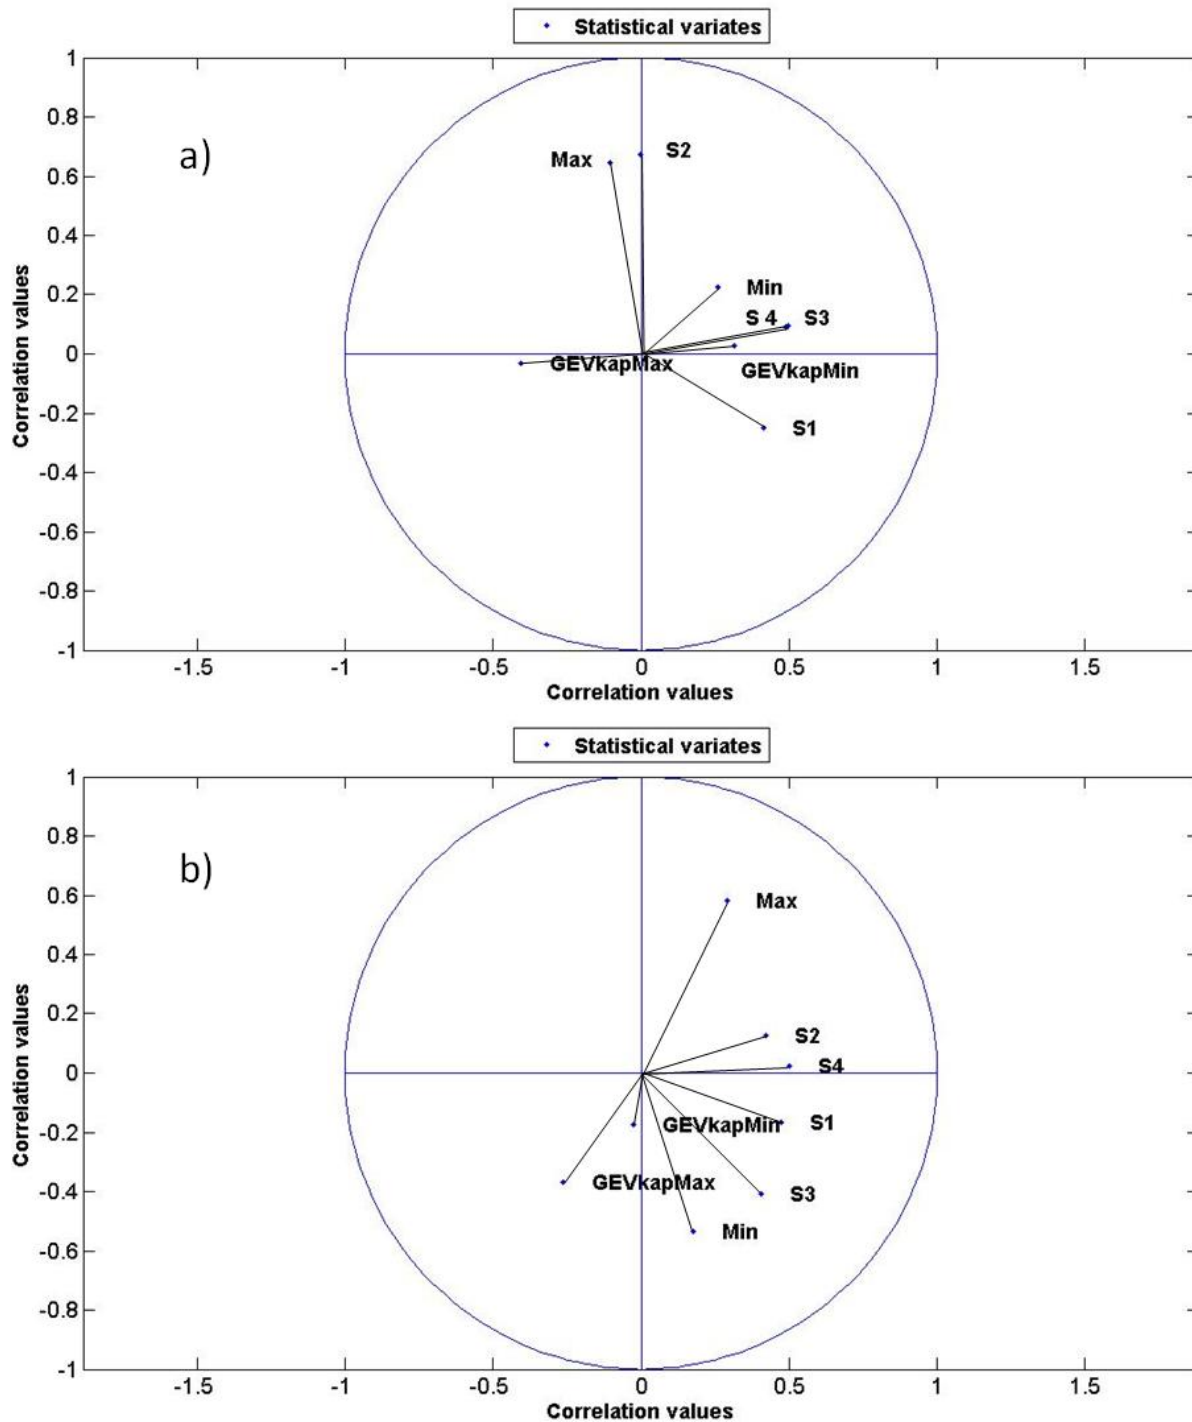 Statistical variates
1
0.8
a)
Max
S2
0.6
0.4
0.2
Min
S 4
S3
0
GEVkapMax
GEVkapMin
-0.2
S1
-0.4
-0.6
-0.8
-1
Correlation values
-1.5
-1
-0.5
0
0.5
1
1.5
Correlation values
Statistical variates
1
0.8
b)
0.6
Max
0.4
0.2
S2
S4
0
-0.2
GEVkapMin
S1
-0.4
GEVkapMax
S3
Min
-0.6
-0.8
-1
Correlation values
-1.5
-1
-0.5
0
0.5
1
1.5
Correlation values